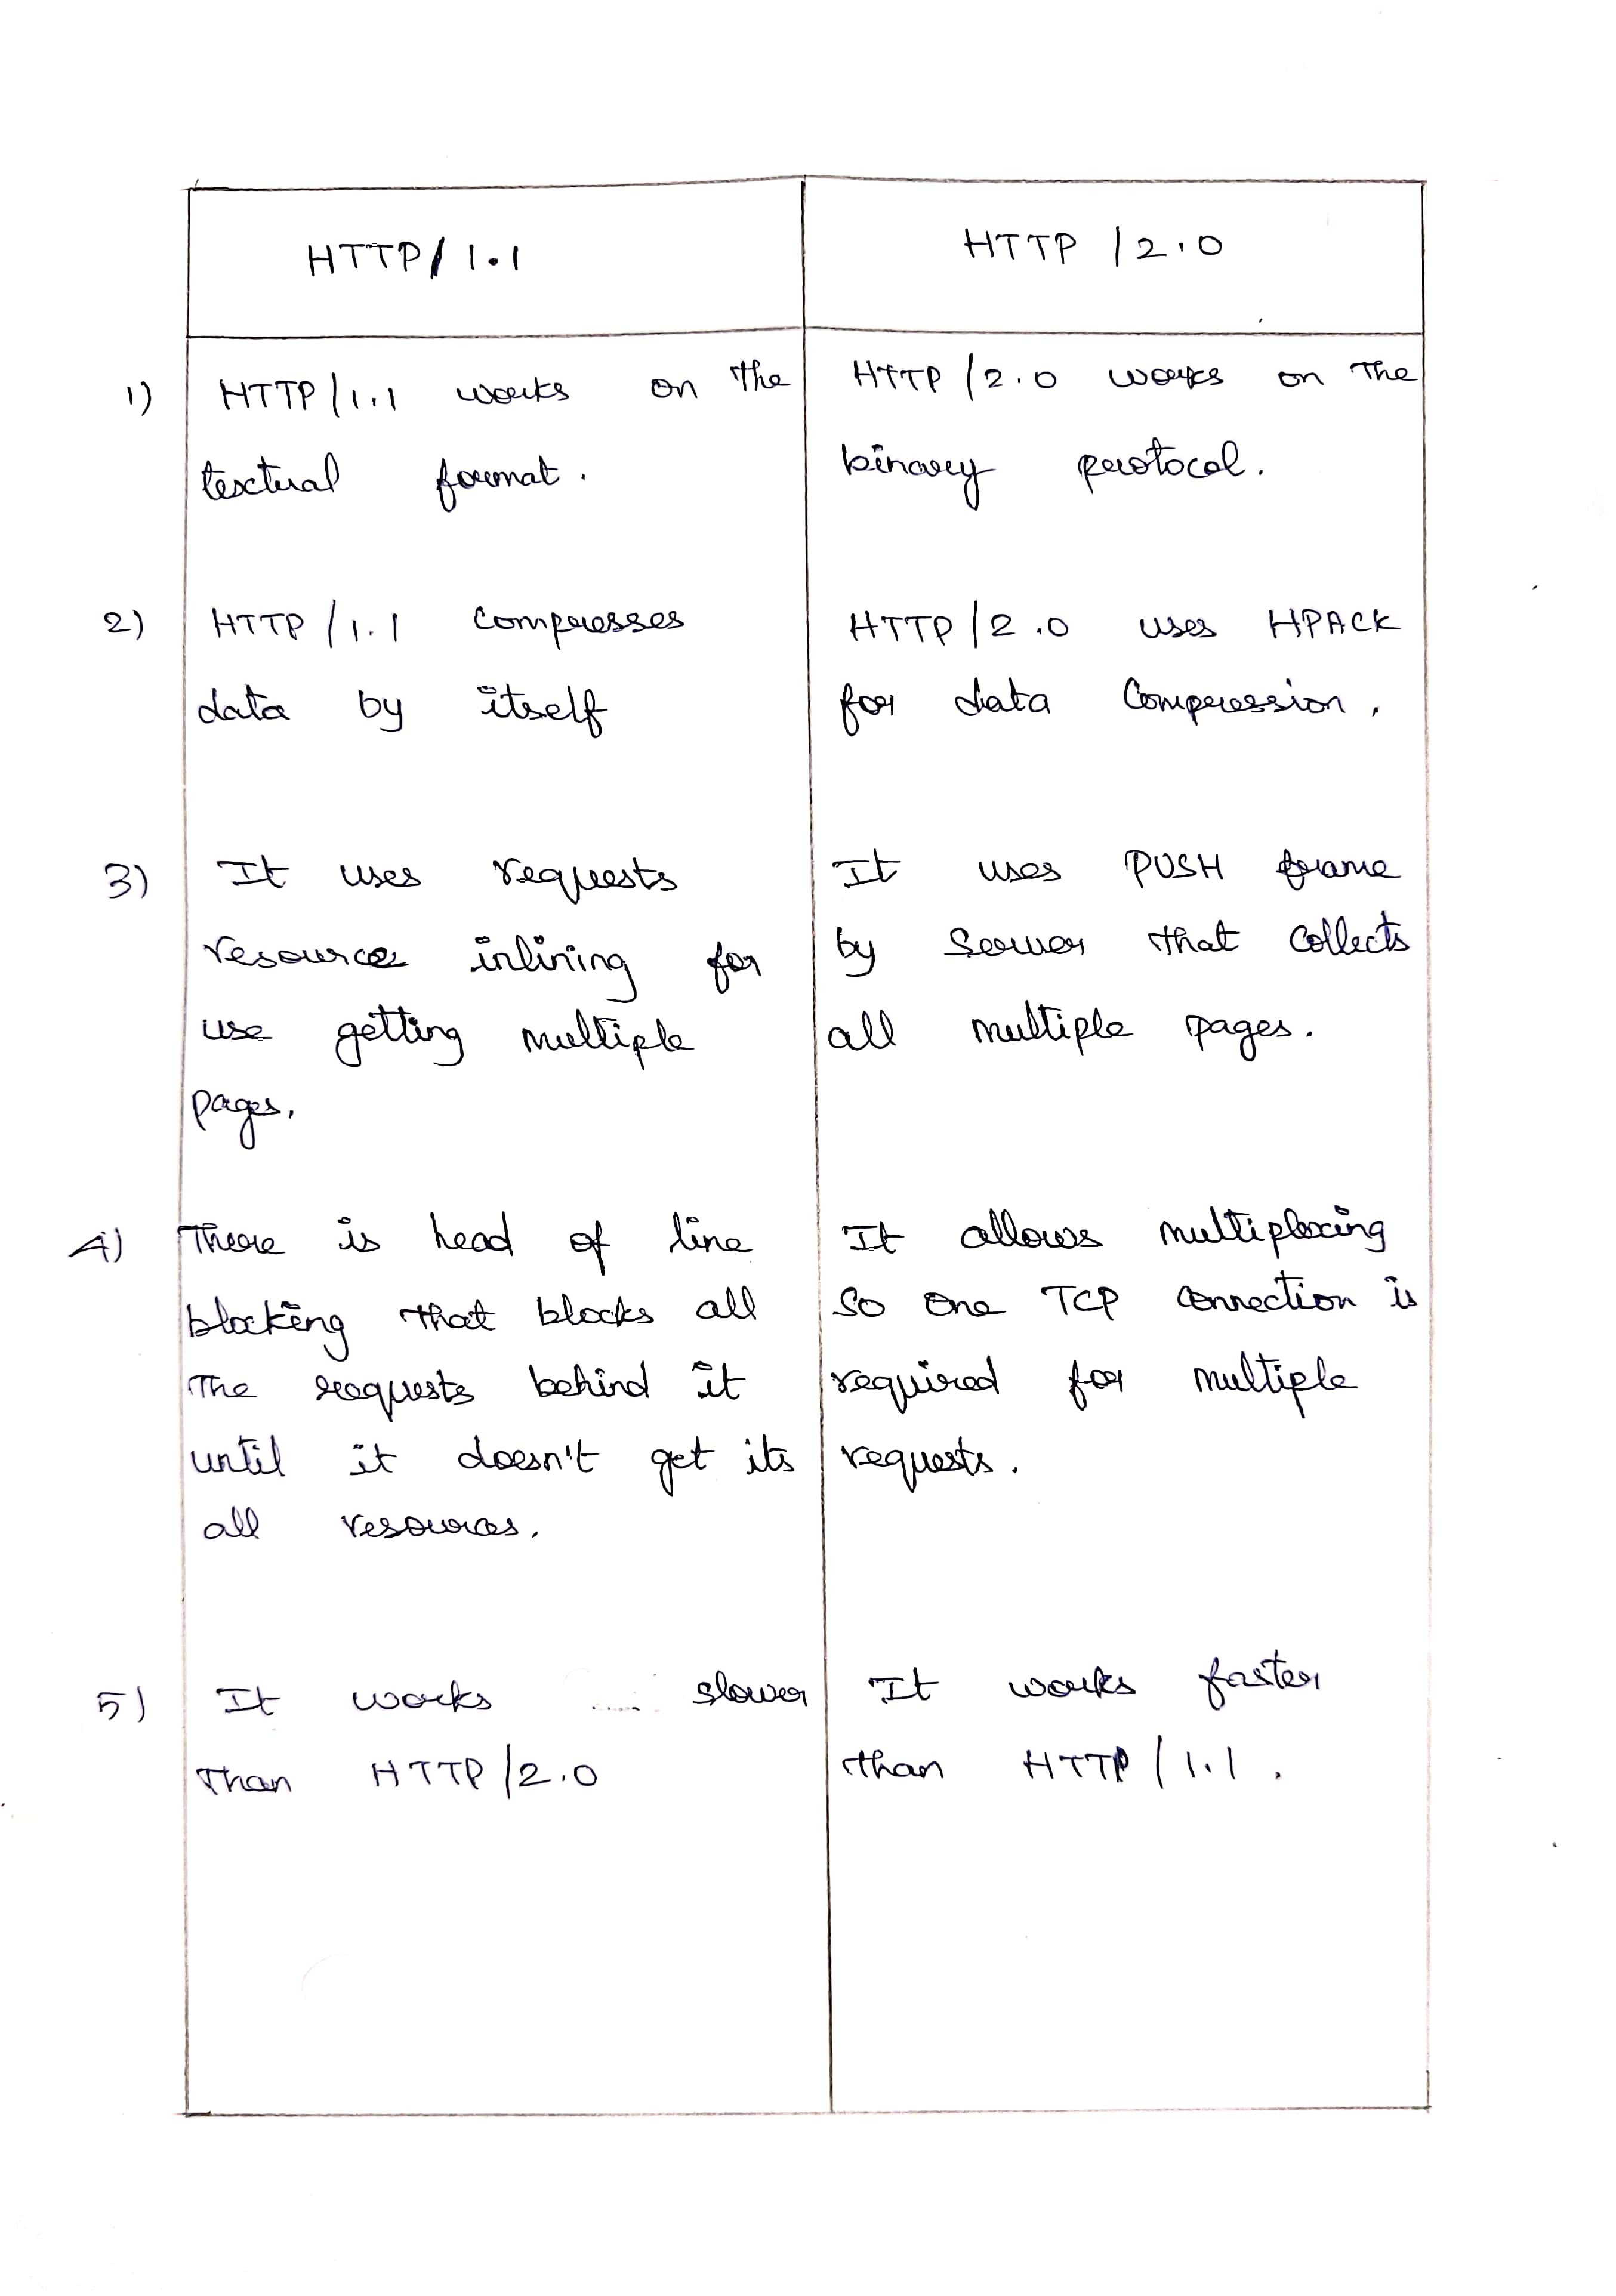 HTTP/1.1
HTTP/2.0
1)
HTTP/1.1 works on the
textual format.
HTTP/2.0 works on the
binary protocol.
2)
HTTP/1.1 compresses
data by itself
HTTP/2.0 uses HPACK
for data compression.
3)
It uses requests
resource inlining for
use getting multiple
pages.
It uses PUSH frame
by server that collects
all multiple pages.
4)
There is head of line
blocking that blocks all
the requests behind it
until it doesn't get its
all resources.
It allows multiplexing
so one TCP connection is
required for multiple
requests.
5)
It works slower
than HTTP/2.0
It works faster
than HTTP/1.1.